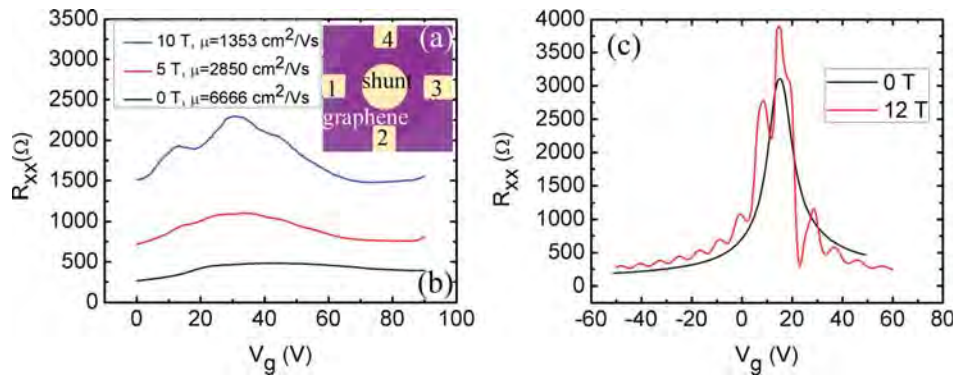 3500
3000
2500
2000
1500
1000
500
0
R_xx(Ω)
10 T, μ=1353 cm²/Vs
5 T, μ=2850 cm²/Vs
0 T, μ=6666 cm²/Vs
(a)
4
1
shunt
3
graphene
2
(b)
0 20 40 60 80 100
V_g (V)
4000
3500
3000
2500
2000
1500
1000
500
0
R_xx (Ω)
(c)
0 T
12 T
-60 -40 -20 0 20 40 60 80
V_g (V)